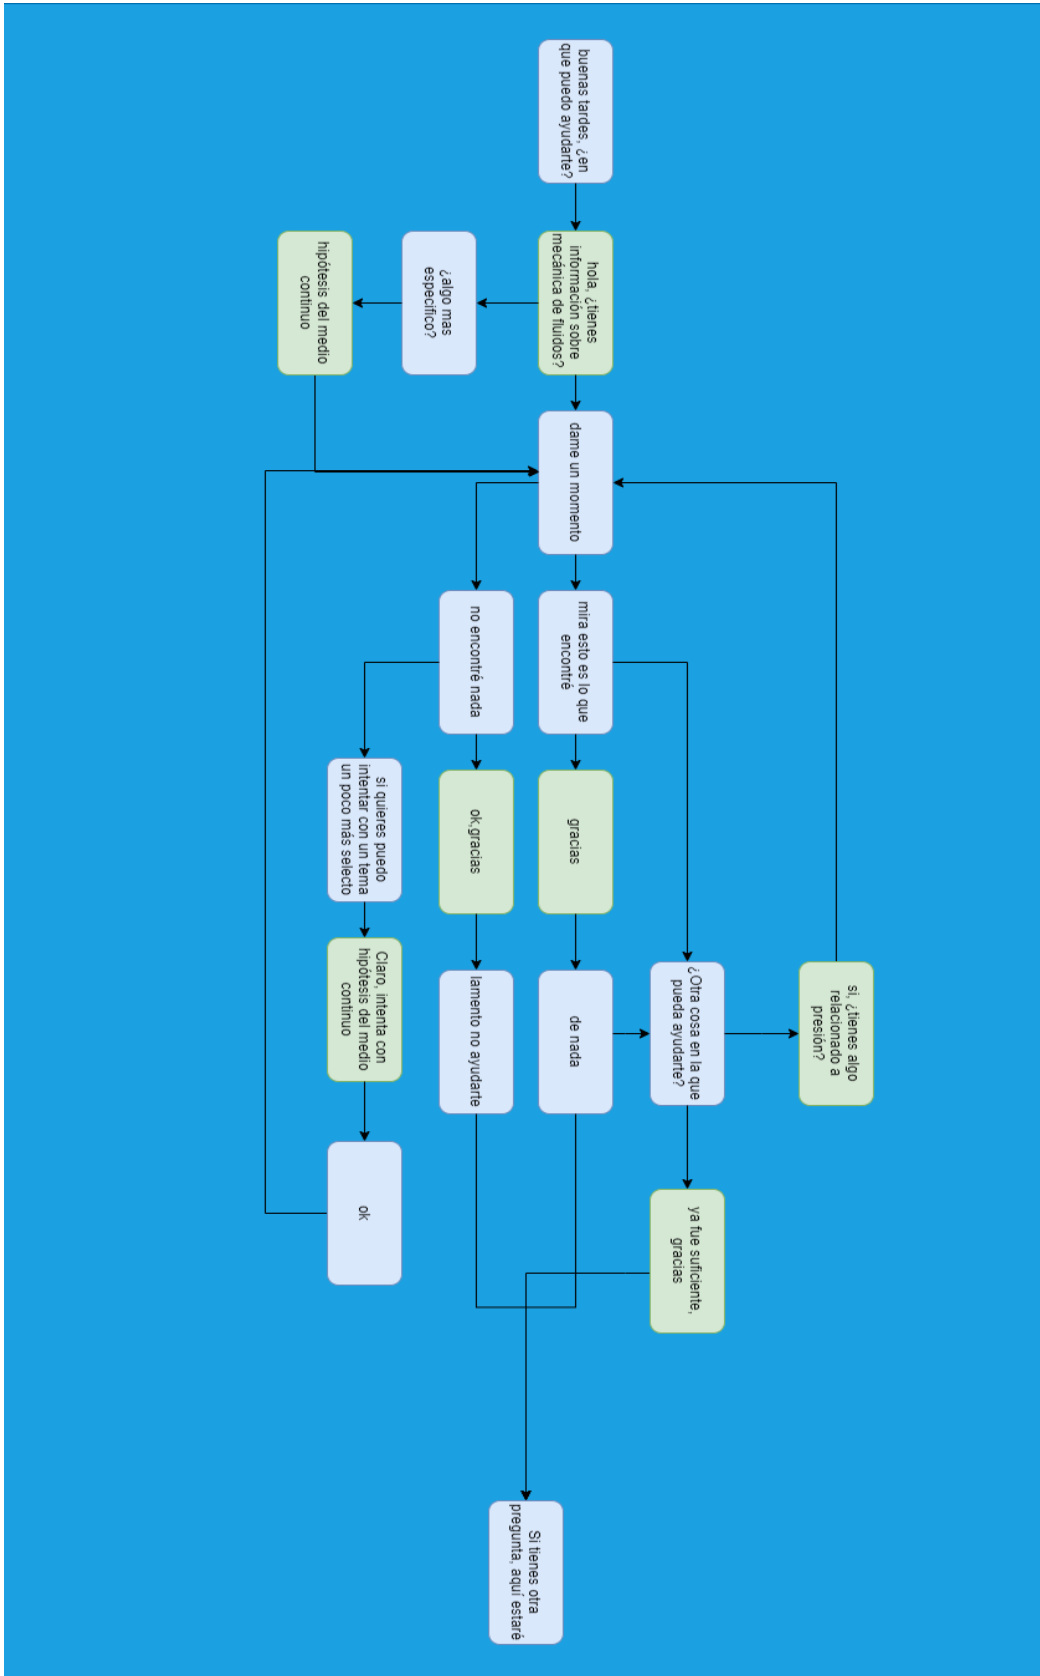 buenas tardes, ¿en
que puedo ayudarte?
hola, ¿tienes
información sobre
mecánica de fluidos?
¿algo mas
especifico?
hipótesis del medio
continuo
dame un momento
mira esto es lo que
encontré
no encontré nada
gracias
ok,gracias
si quieres puedo
intentar con un tema
un poco más selecto
si, ¿tienes algo
relacionado a
presión?
¿Otra cosa en la que
pueda ayudarte?
de nada
lamento no ayudarte
Claro, intenta con
hipótesis del medio
continuo
ya fue suficiente,
gracias
ok
Si tienes otra
pregunta, aquí estaré